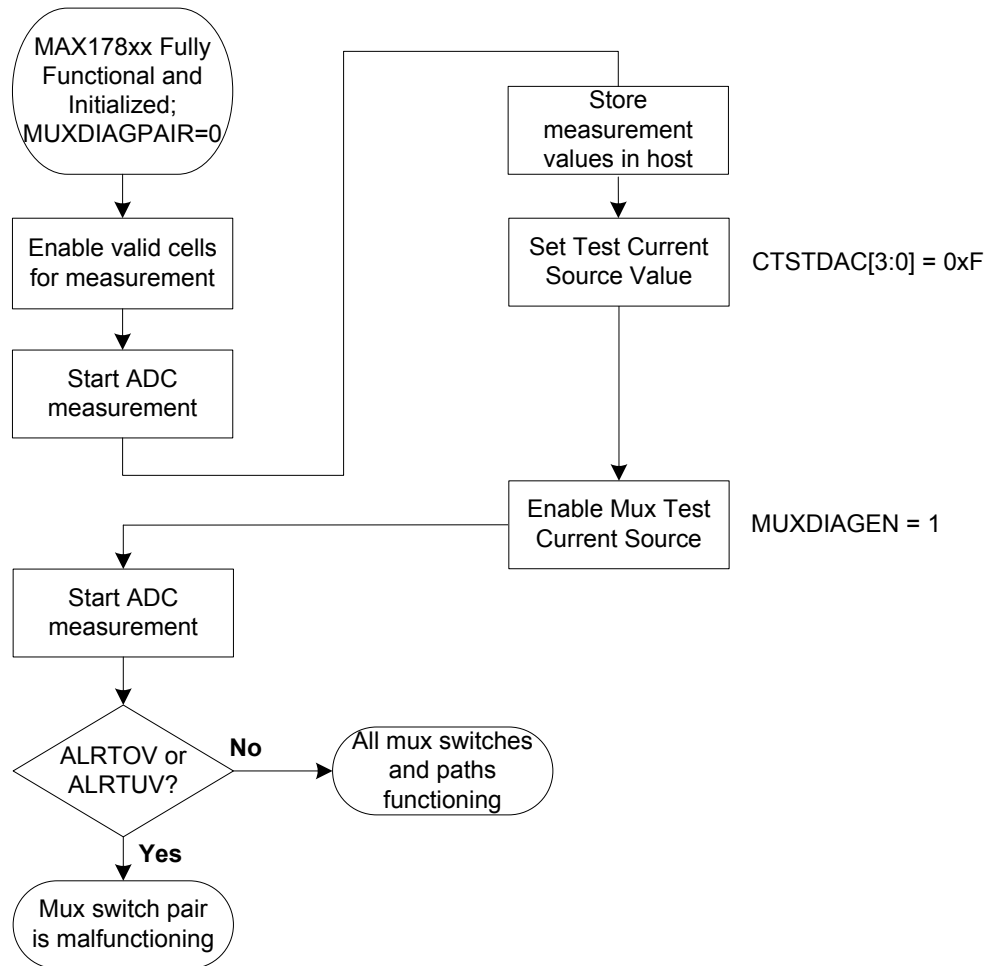 MAX178xx Fully
Functional and
Initialized;
MUXDIAGPAIR=0
Enable valid cells
for measurement
Start ADC
measurement
Store
measurement
values in host
Set Test Current
Source Value
CTSTDAC[3:0] = 0xF
Enable Mux Test
Current Source
MUXDIAGEN = 1
Start ADC
measurement
ALRTOV or
ALRTUV?
No
All mux switches
and paths
functioning
Yes
Mux switch pair
is malfunctioning